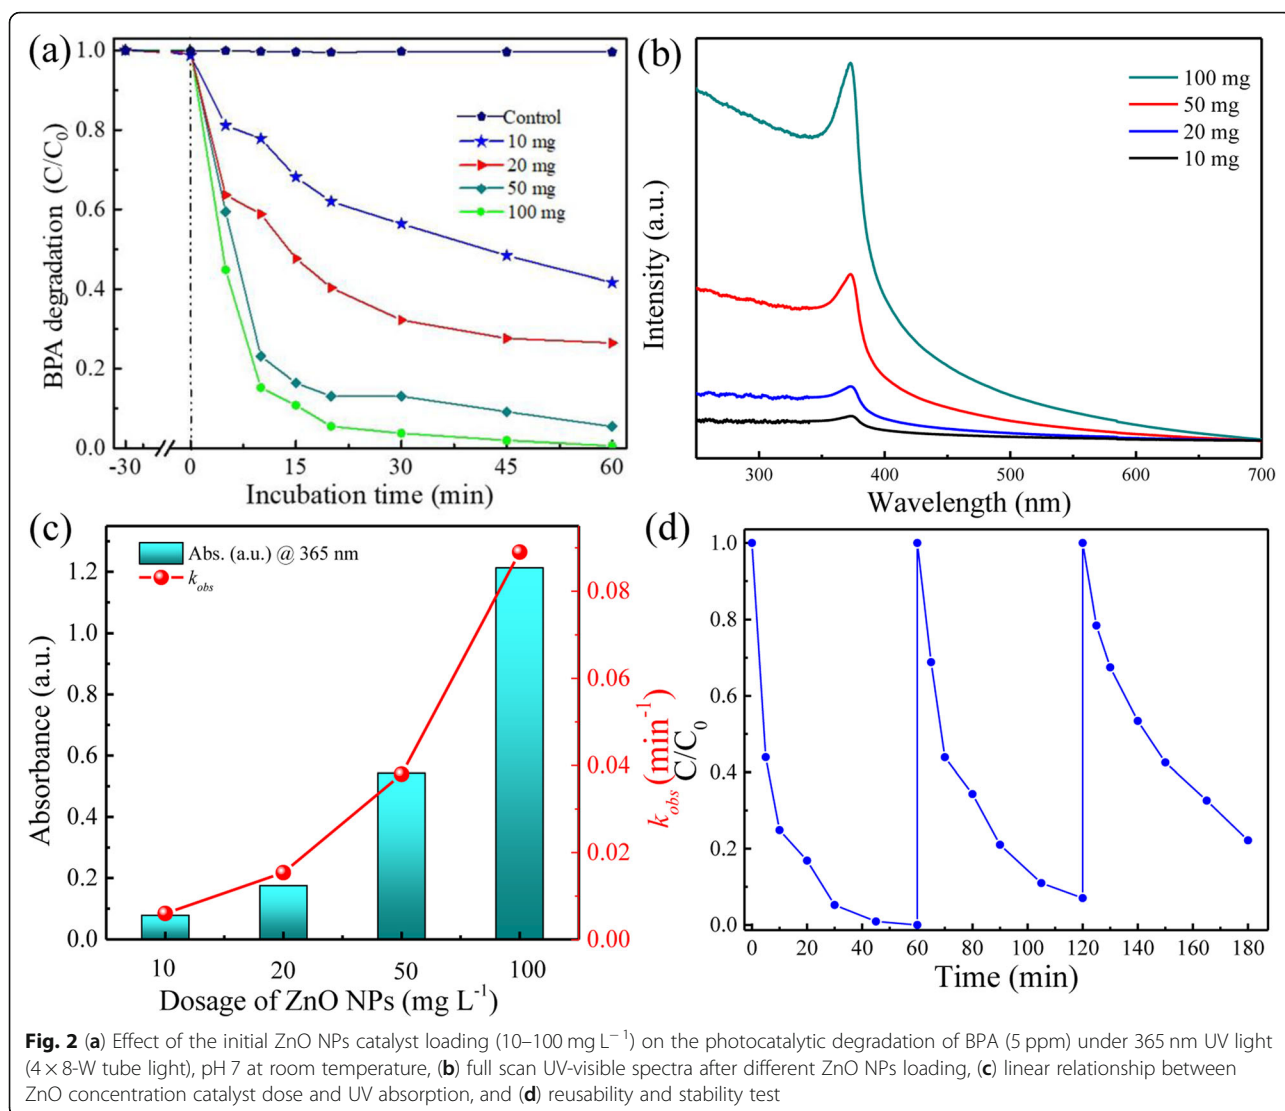 (a)
1.0
0.8
0.6
0.4
0.2
0.0
BPA degradation (C/C₀)
Control
10 mg
20 mg
50 mg
100 mg
-30 0 15 30 45 60
Incubation time (min)
(b)
Intensity (a.u.)
100 mg
50 mg
20 mg
10 mg
300 400 500 600 700
Wavelength (nm)
(c)
Abs. (a.u.) @ 365 nm
k_obs
1.2
1.0
0.8
0.6
0.4
0.2
0.0
Absorbance (a.u.)
0.08
0.06
0.04
0.02
0.00
k_obs (min⁻¹)
10 20 50 100
Dosage of ZnO NPs (mg L⁻¹)
(d)
1.0
0.8
0.6
0.4
0.2
0.0
C/C₀
0 20 40 60 80 100 120 140 160 180
Time (min)
Fig. 2 (a) Effect of the initial ZnO NPs catalyst loading (10–100 mg L⁻¹) on the photocatalytic degradation of BPA (5 ppm) under 365 nm UV light
(4 × 8-W tube light), pH 7 at room temperature, (b) full scan UV-visible spectra after different ZnO NPs loading, (c) linear relationship between
ZnO concentration catalyst dose and UV absorption, and (d) reusability and stability test